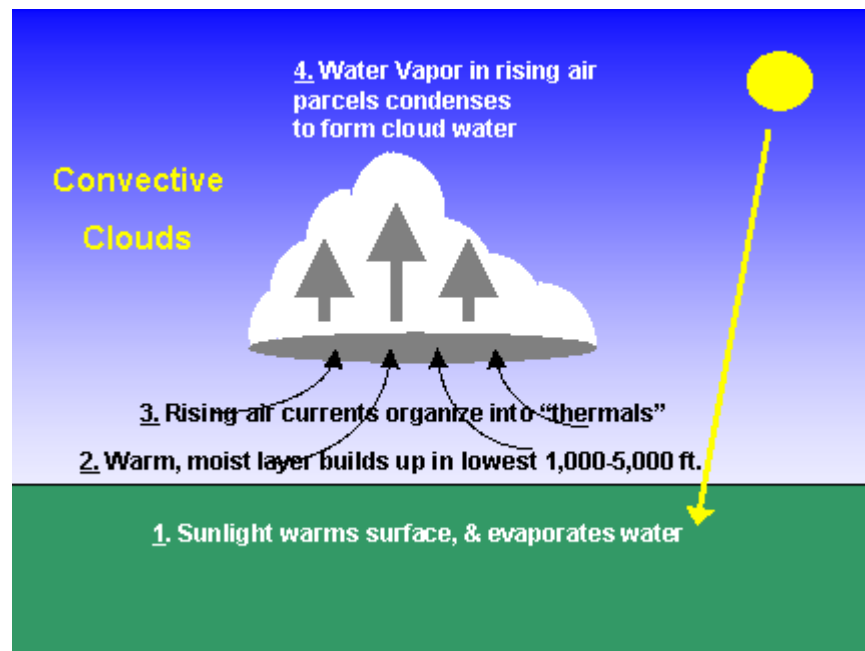 4. Water Vapor in rising air
parcels condenses
to form cloud water
Convective
Clouds
3. Rising air currents organize into “thermals”
2. Warm, moist layer builds up in lowest 1,000-5,000 ft.
1. Sunlight warms surface, & evaporates water